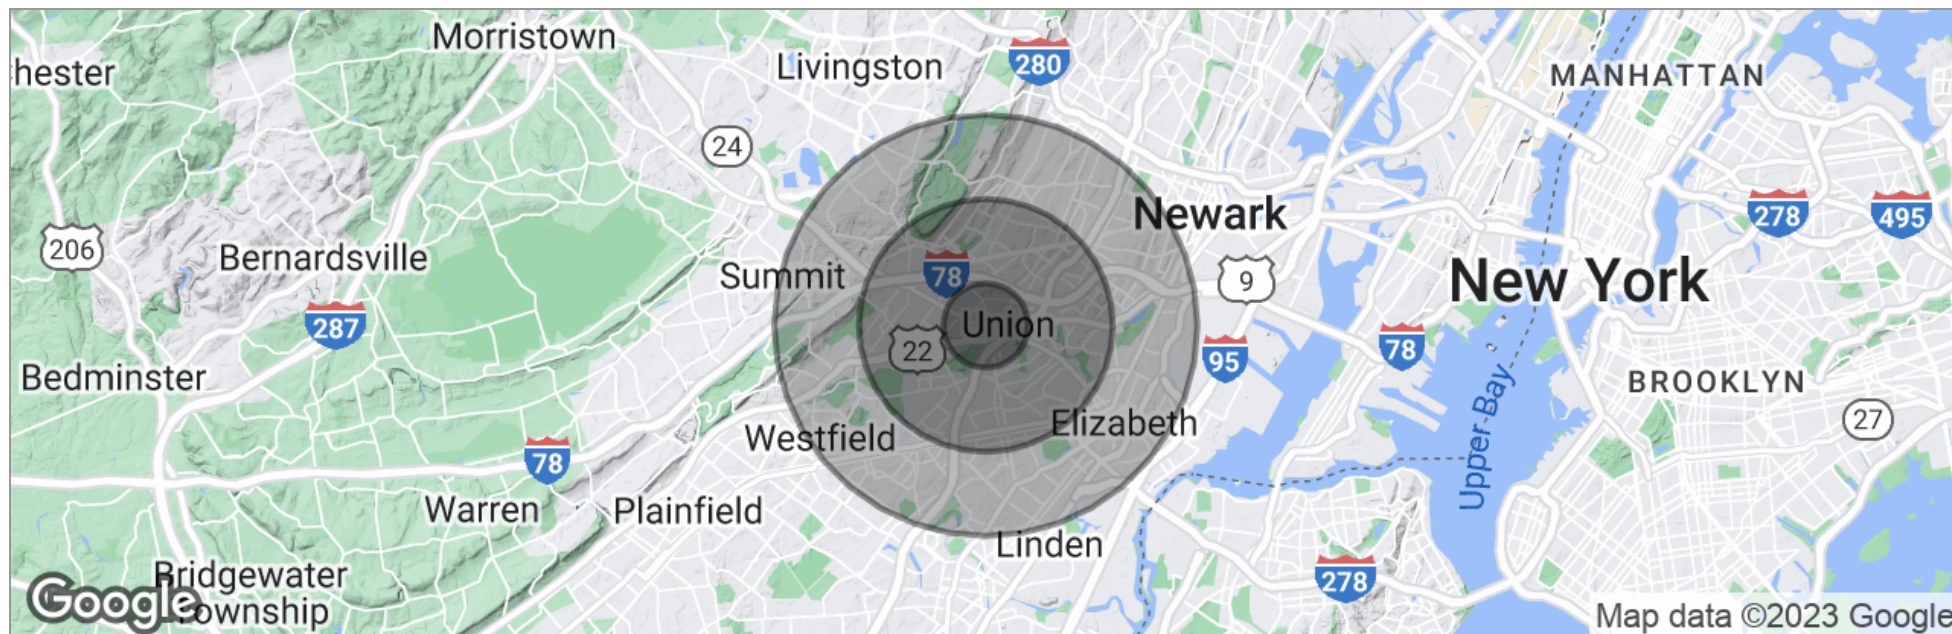 Morristown
chester
Livingston
280
MANHATTAN
24
Newark
278
495
206
Bernardsville
Summit
78
9
New York
287
Union
22
95
78
Bedminster
BROOKLYN
Elizabeth
27
Westfield
Upper Bay
78
Warren
Plainfield
Linden
Bridgewater
Township
278
Google
Map data ©2023 Google